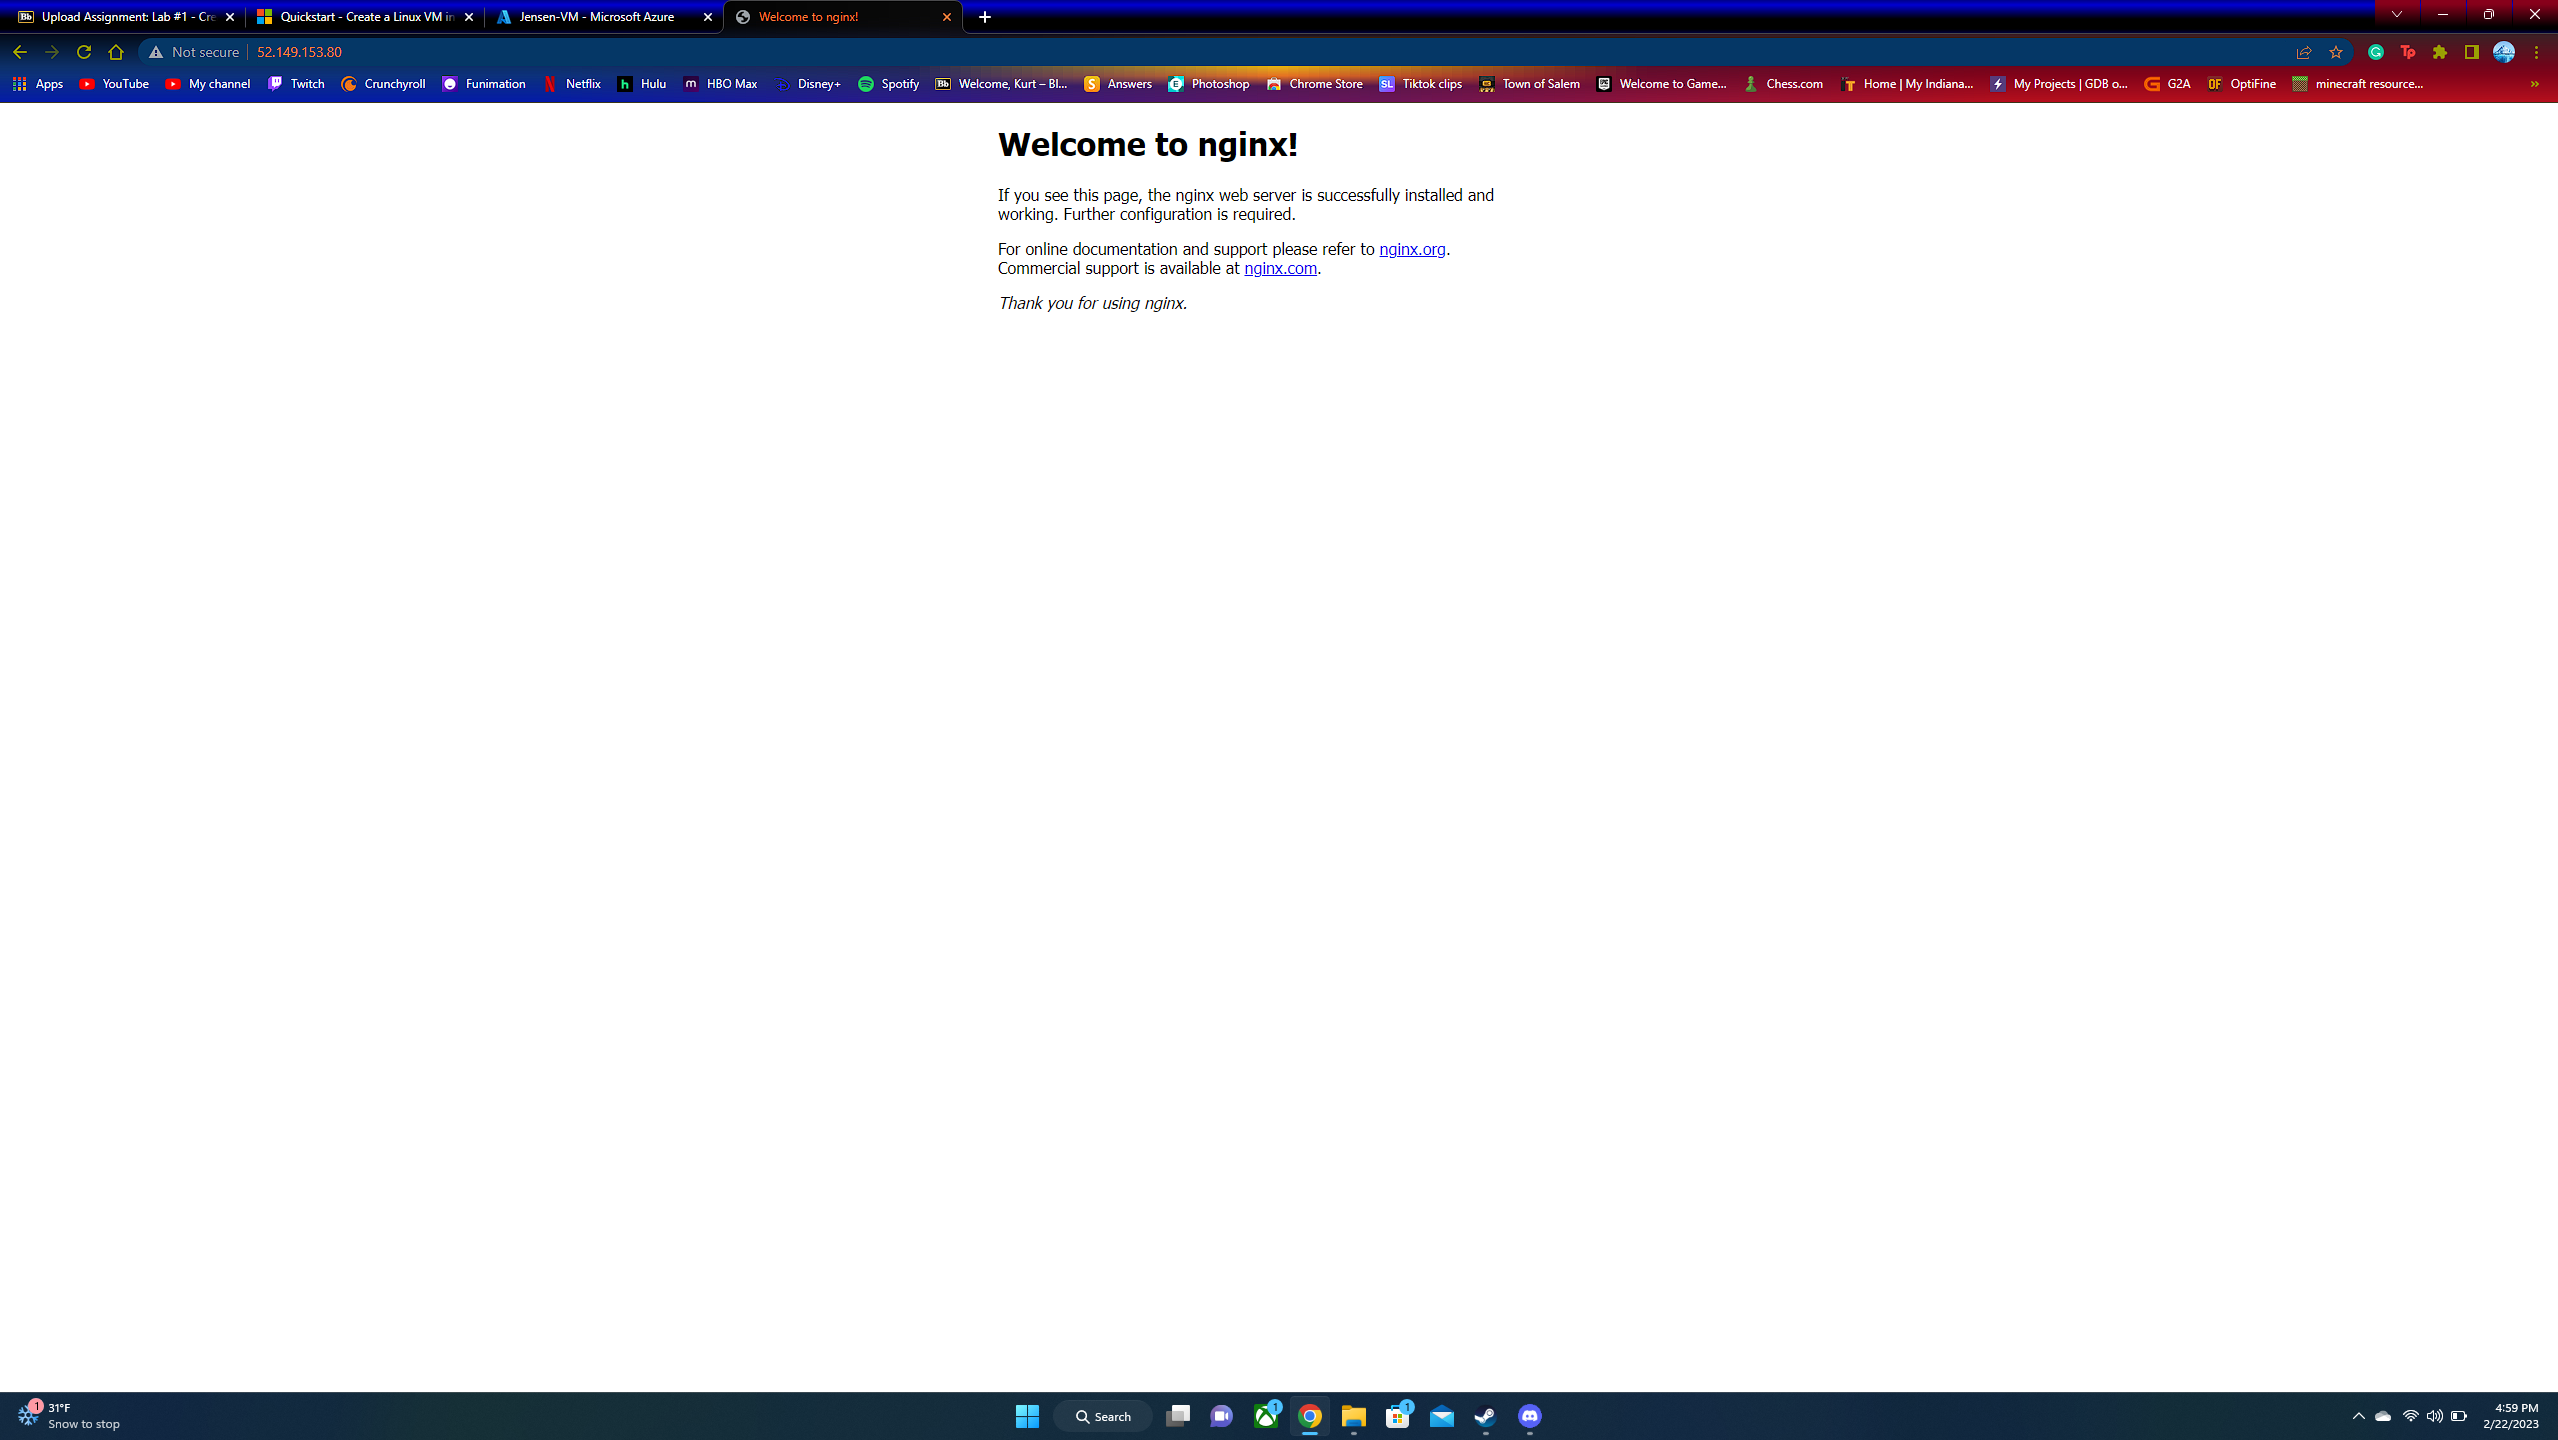 Upload Assignment: Lab #1 - Cre
Quickstart - Create a Linux VM in
Jensen-VM - Microsoft Azure
Welcome to nginx!
Not secure
52.149.153.80
Apps
YouTube
My channel
Twitch
Crunchyroll
Funimation
Netflix
Hulu
HBO Max
Disney+
Spotify
Welcome, Kurt – Bl...
Answers
Photoshop
Chrome Store
Tiktok clips
Town of Salem
Welcome to Game...
Chess.com
Home | My Indiana...
My Projects | GDB o...
G2A
OptiFine
minecraft resource...
Welcome to nginx!
If you see this page, the nginx web server is successfully installed and
working. Further configuration is required.
For online documentation and support please refer to nginx.org.
Commercial support is available at nginx.com.
Thank you for using nginx.
1
31°F
Snow to stop
Search
1
1
4:59 PM
2/22/2023